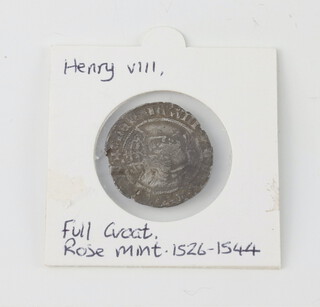 Henry VIII,
Full Groat.
Rose mint. 1526-1544